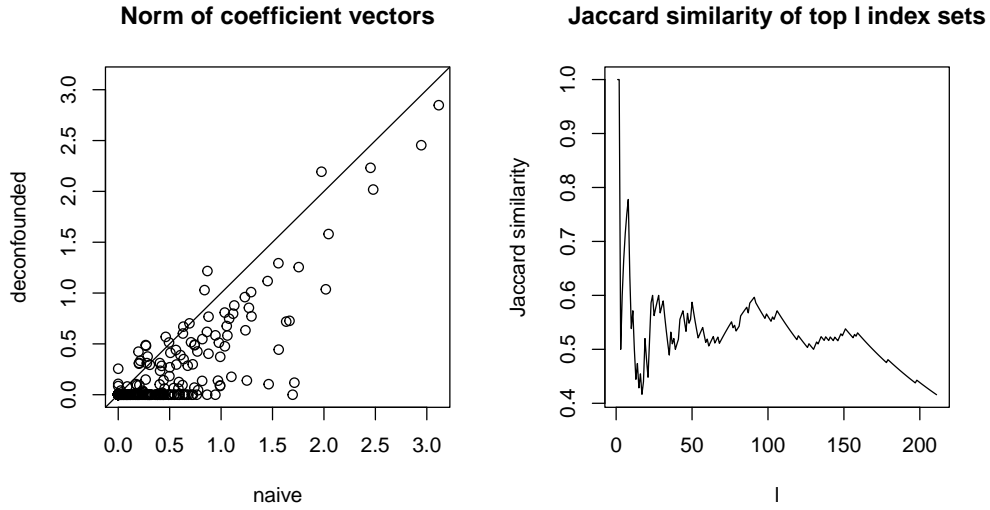 Norm of coefficient vectors
deconfounded
0.0 0.5 1.0 1.5 2.0 2.5 3.0
0.0 0.5 1.0 1.5 2.0 2.5 3.0
naive
Jaccard similarity of top l index sets
Jaccard similarity
0.4 0.5 0.6 0.7 0.8 0.9 1.0
0 50 100 150 200
l